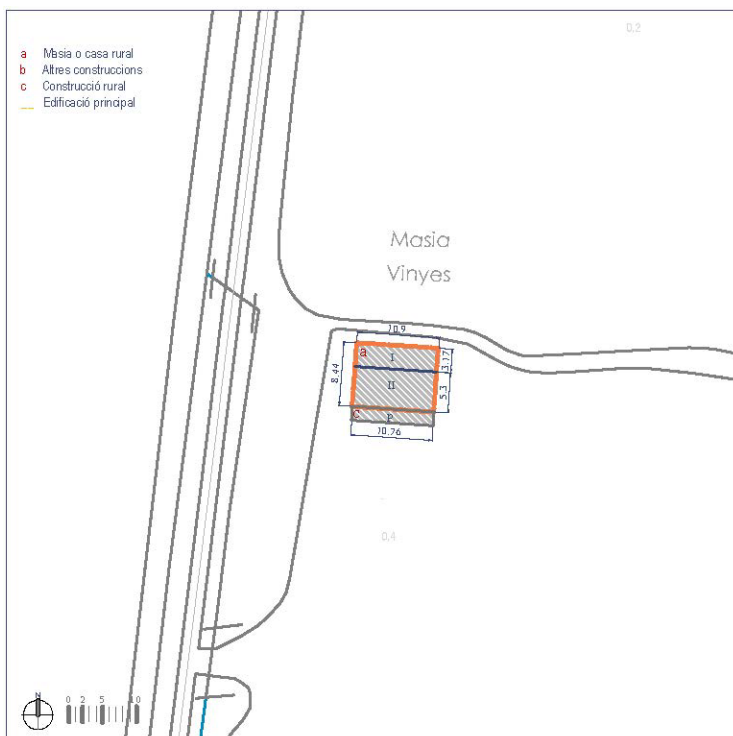 0,2
a Masia o casa rural
b Altres construccions
c Construcció rural
Edificació principal
Masia
Vinyes
10.9
a
I
3.17
8.44
II
5.3
c
P
10.76
0,4
N
0 2 5 10